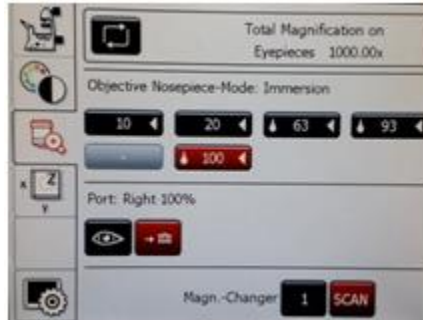 Total Magnification on
Eyepieces 1000.00x
Objective Nosepiece-Mode: Immersion
10 20 63 93
- 100
Port: Right 100%
Magn.-Changer 1 SCAN
x Z
y